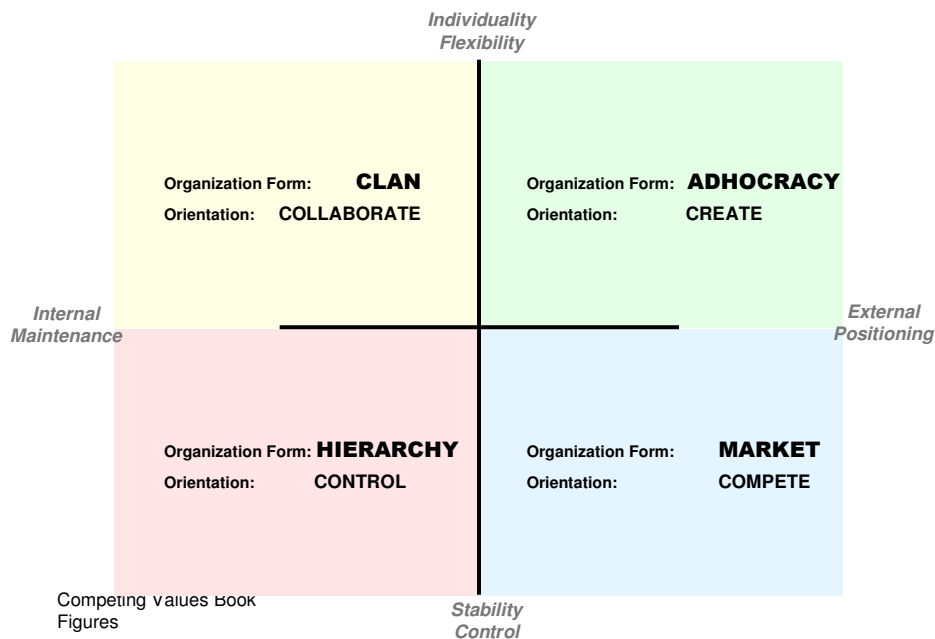 Individuality
Flexibility
Organization Form: CLAN
Orientation: COLLABORATE
Organization Form: ADHOCRACY
Orientation: CREATE
Internal
Maintenance
External
Positioning
Organization Form: HIERARCHY
Orientation: CONTROL
Organization Form: MARKET
Orientation: COMPETE
Competing Values Book
Figures
Stability
Control